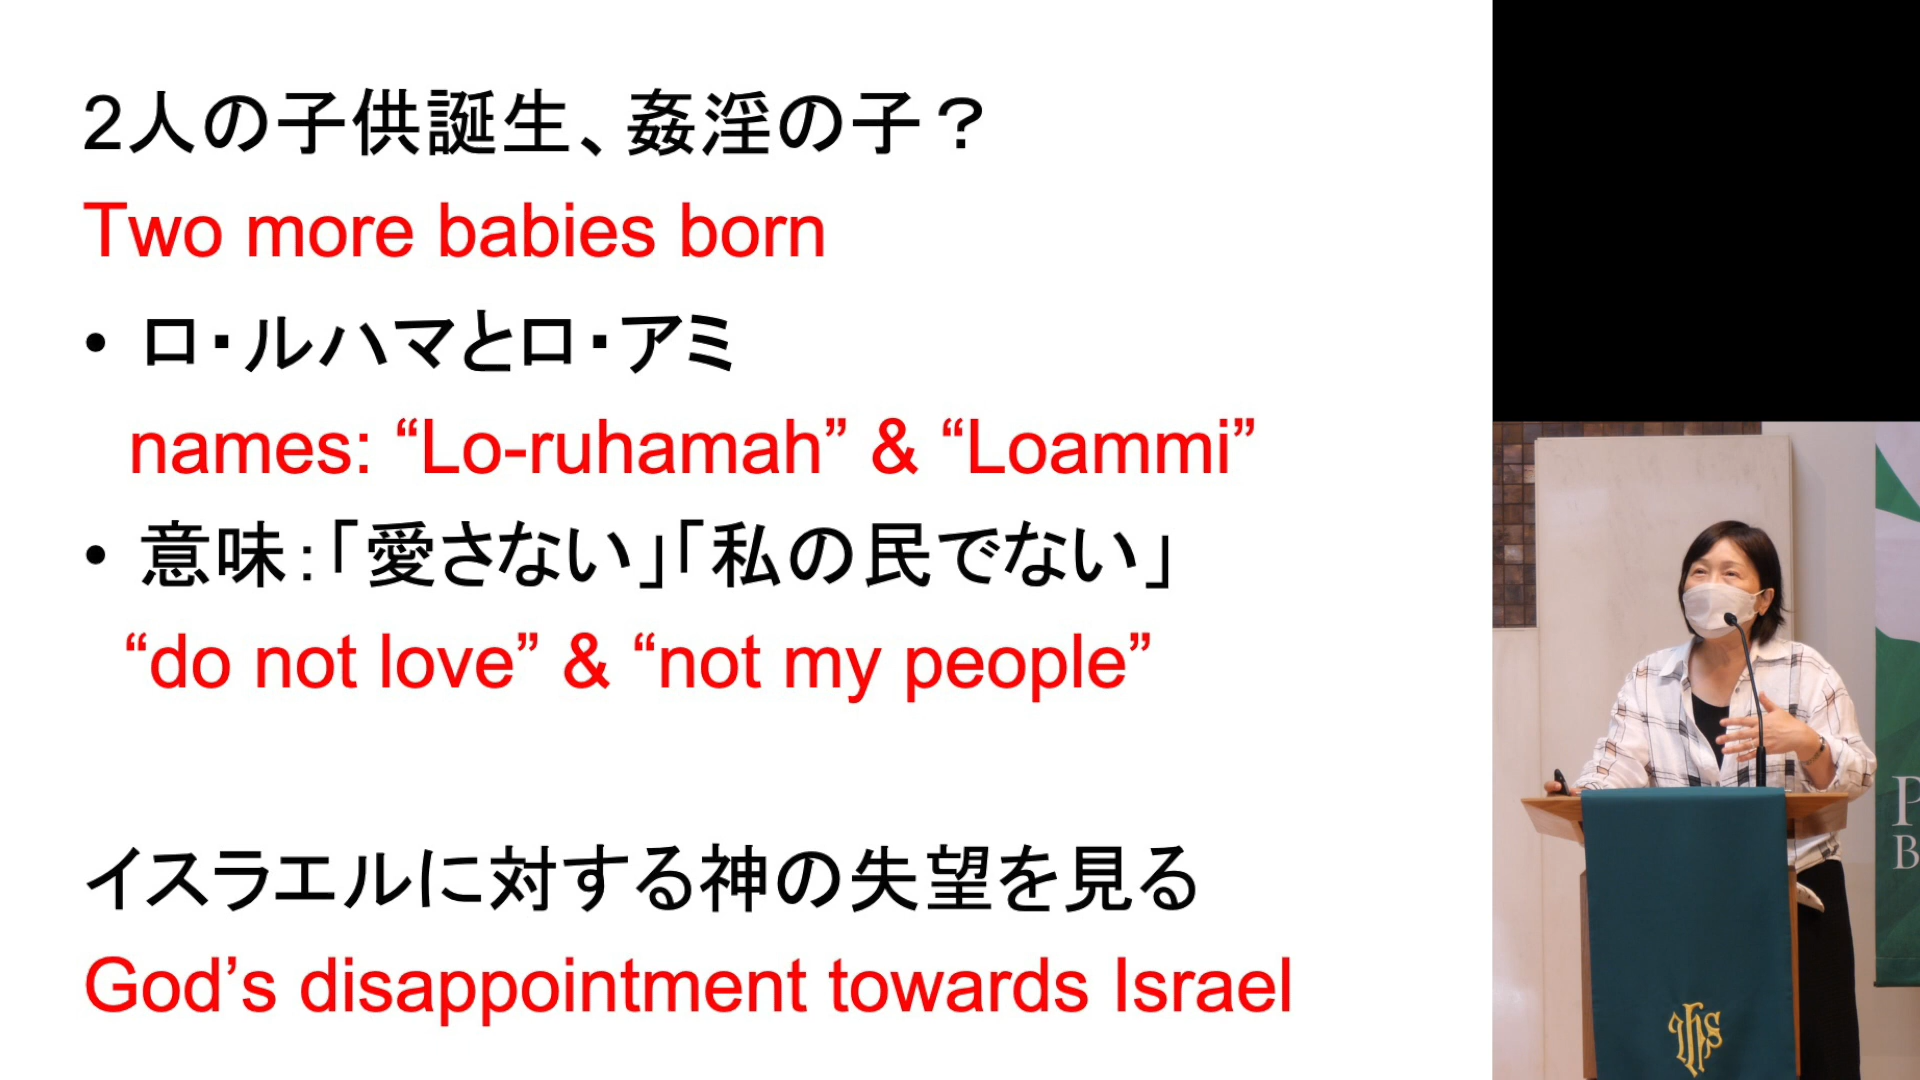 2人の子供誕生、姦淫の子？
Two more babies born
• ロ・ルハマとロ・アミ
names: “Lo-ruhamah” & “Loammi”
• 意味:「愛さない」「私の民でない」
“do not love” & “not my people”
イスラエルに対する神の失望を見る
God’s disappointment towards Israel
P
B
IHS